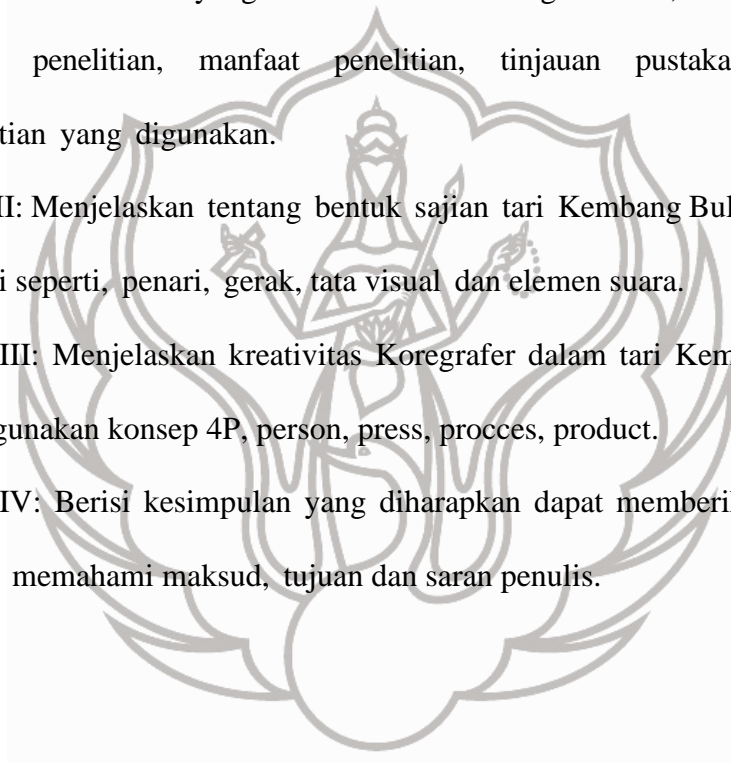 penelitian, manfaat penelitian, tinjauan pustaka
tian yang digunakan.
II: Menjelaskan tentang bentuk sajian tari Kembang Bul
i seperti, penari, gerak, tata visual dan elemen suara.
III: Menjelaskan kreativitas Koregrafer dalam tari Kem
gunakan konsep 4P, person, press, procces, product.
IV: Berisi kesimpulan yang diharapkan dapat memberi
memahami maksud, tujuan dan saran penulis.